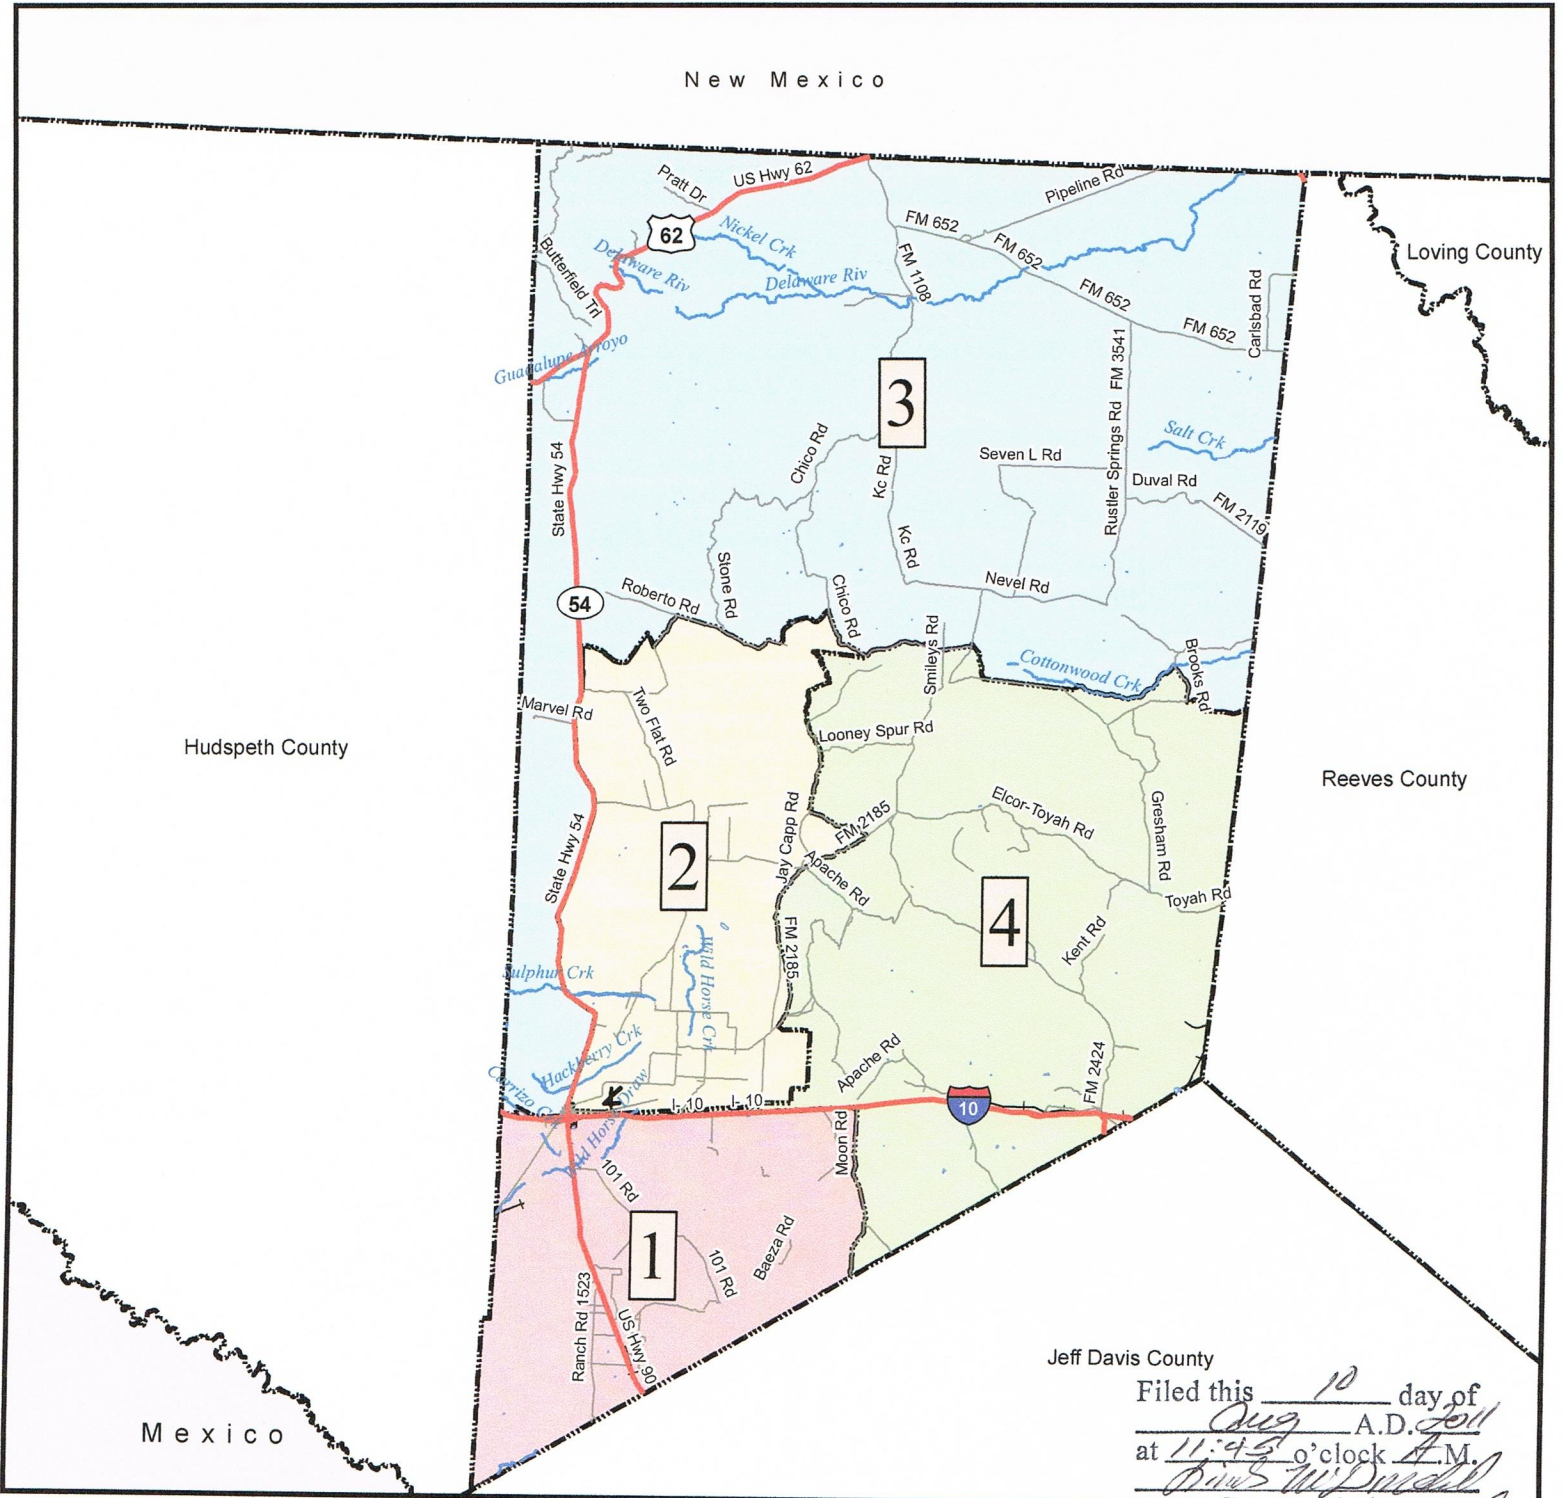 New Mexico
Pratt Dr
US Hwy 62
Pipeline Rd
62
Nickel Crk
FM 652
FM 652
Loving County
Butterfield Trl
Delaware Riv
Delaware Riv
FM 1108
FM 652
Carlsbad Rd
FM 652
Guadalupe Arroyo
FM 3541
3
State Hwy 54
Chico Rd
Kc Rd
Seven L Rd
Rustler Springs Rd
Salt Crk
Duval Rd
FM 2119
Kc Rd
Stone Rd
Roberto Rd
54
Chico Rd
Nevel Rd
Smileys Rd
Cottonwood Crk
Brooks Rd
Marvel Rd
Two Flat Rd
Looney Spur Rd
Hudspeth County
Reeves County
State Hwy 54
2
Jay Capp Rd
FM 2185
Elcor-Toyah Rd
Gresham Rd
Apache Rd
Toyah Rd
4
FM 2185
Kent Rd
Wild Horse Crk
Sulphur Crk
Hackberry Crk
Apache Rd
FM 2424
Carrizo
I- 10
I- 10
10
Wild Horse Draw
Moon Rd
101 Rd
1
101 Rd
Baeza Rd
Ranch Rd 1523
US Hwy 90
Jeff Davis County
Mexico
Filed this 10 day of
Aug A.D. 2011
at 11:45 o'clock A.M.